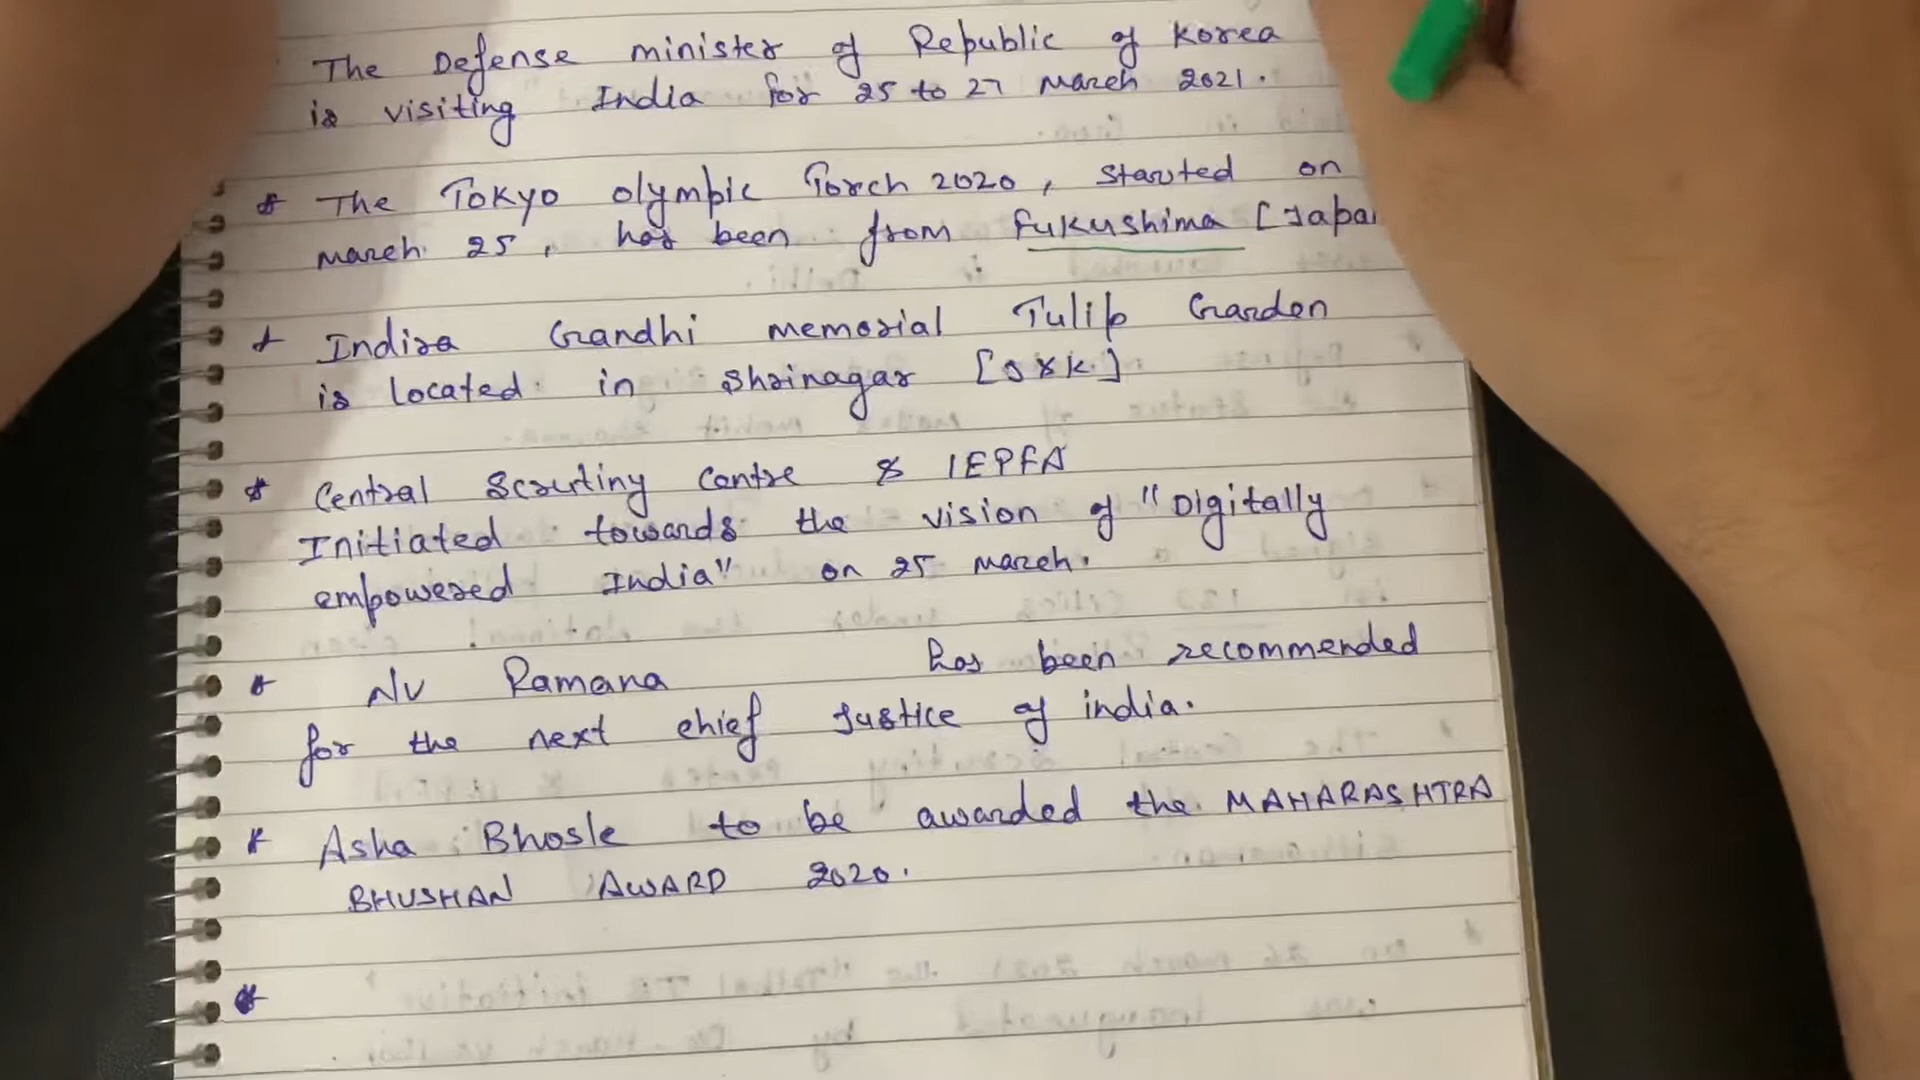 The Defense minister of Republic of Korea
is visiting India for 25 to 27 March 2021.
* The Tokyo olympic Torch 2020, started on
march 25, has been from fukushima [Japa
* Indira Gandhi memorial Tulip Garden
is located in Shrinagar [J&K]
* Central Scrutiny Centre & IEPFA
Initiated towards the vision of "Digitally
empowered India" on 25 march.
* NV Ramana has been recommended
for the next chief Justice of india.
* Asha Bhosle to be awarded the MAHARASHTRA
BHUSHAN AWARD 2020.
*